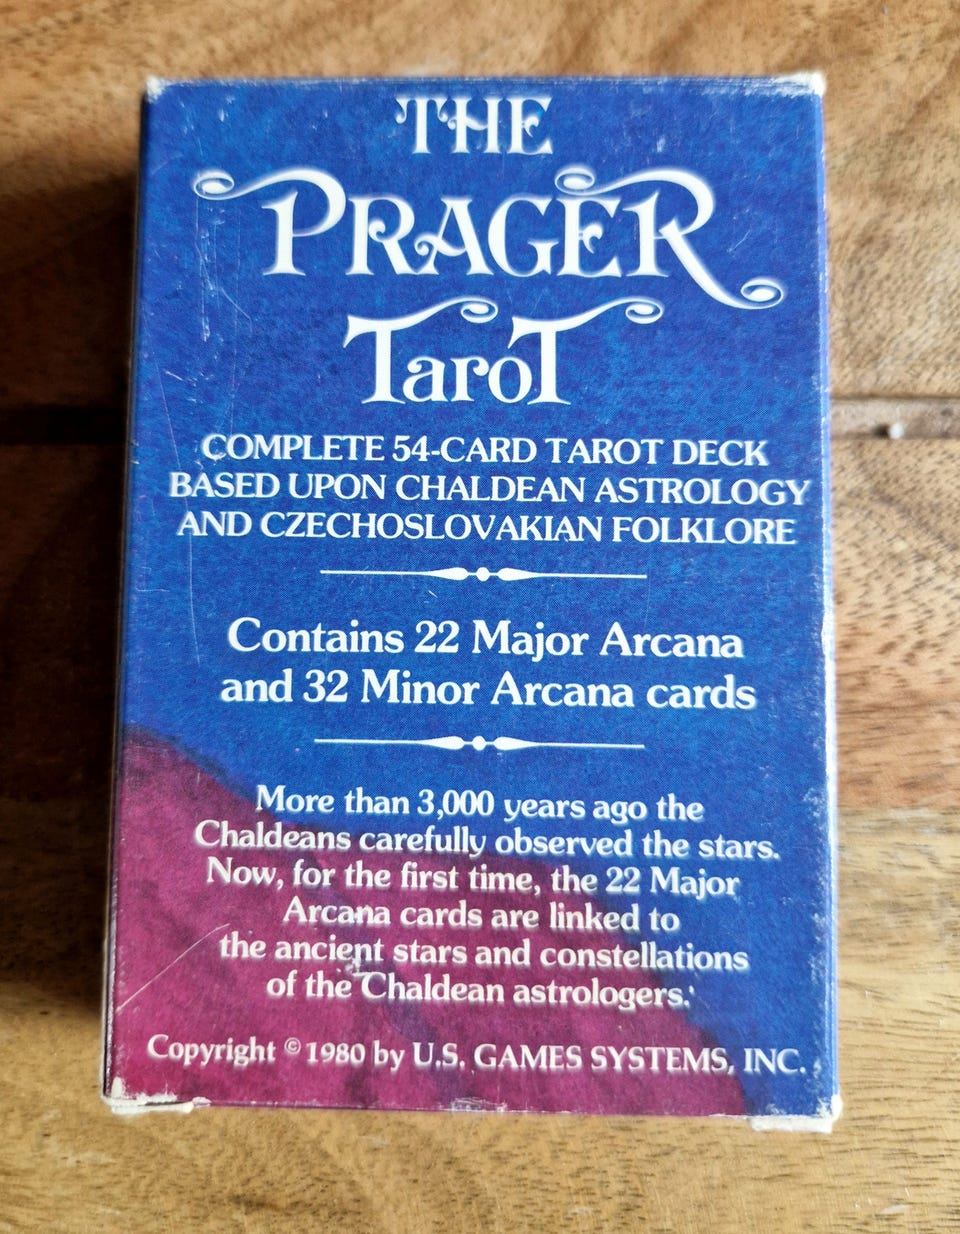 THE
PRAGER
TaroT
COMPLETE 54-CARD TAROT DECK
BASED UPON CHALDEAN ASTROLOGY
AND CZECHOSLOVAKIAN FOLKLORE
Contains 22 Major Arcana
and 32 Minor Arcana cards
More than 3,000 years ago the
Chaldeans carefully observed the stars.
Now, for the first time, the 22 Major
Arcana cards are linked to
the ancient stars and constellations
of the Chaldean astrologers.
Copyright © 1980 by U.S. GAMES SYSTEMS, INC.